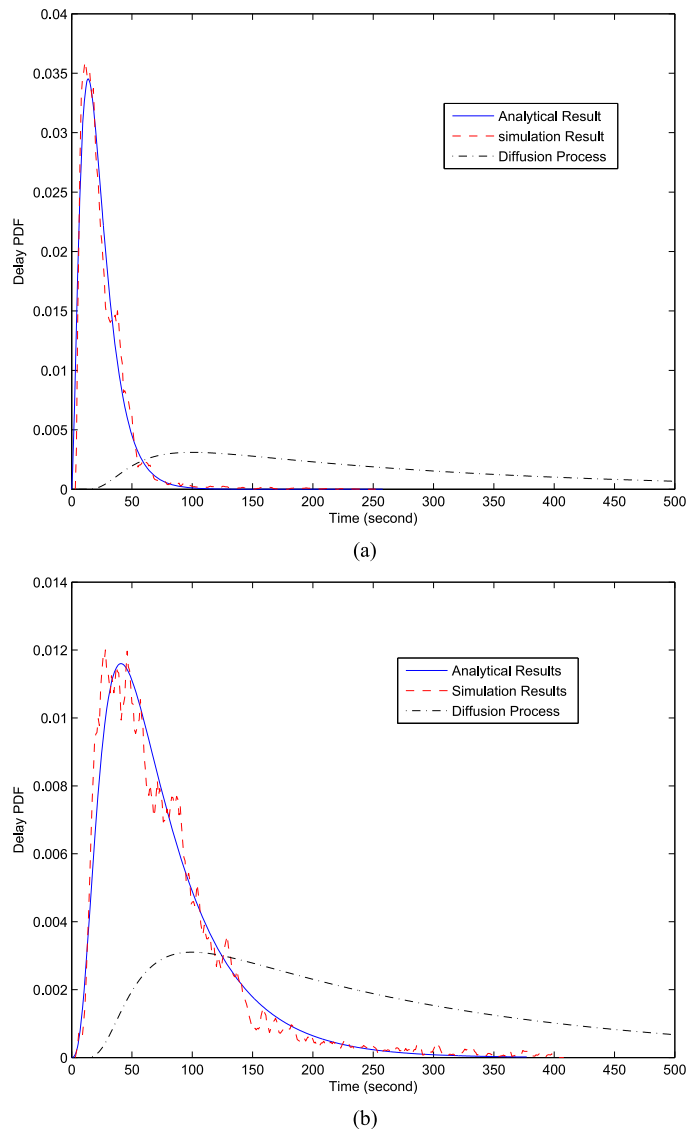 0.04
0.035
0.03
0.025
0.02
0.015
0.01
0.005
0
Delay PDF
Analytical Result
simulation Result
Diffusion Process
0 50 100 150 200 250 300 350 400 450 500
Time (second)
(a)
0.014
0.012
0.01
0.008
0.006
0.004
0.002
0
Delay PDF
Analytical Results
Simulation Results
Diffusion Process
0 50 100 150 200 250 300 350 400 450 500
Time (second)
(b)